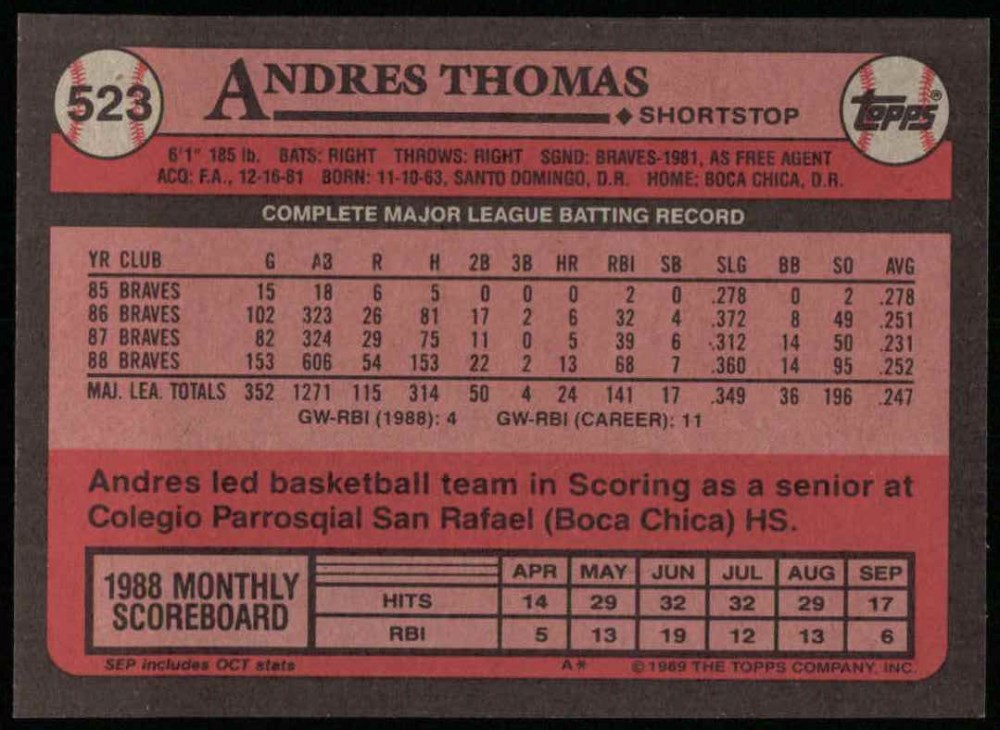 523 ANDRES THOMAS
◆ SHORTSTOP TOPPS®
6'1" 185 lb. BATS: RIGHT THROWS: RIGHT SGND: BRAVES-1981, AS FREE AGENT
ACQ: F.A., 12-16-81 BORN: 11-10-63, SANTO DOMINGO, D.R. HOME: BOCA CHICA, D.R.
COMPLETE MAJOR LEAGUE BATTING RECORD
YR CLUB G AB R H 2B 3B HR RBI SB SLG BB SO AVG
85 BRAVES 15 18 6 5 0 0 0 2 0 .278 0 2 .278
86 BRAVES 102 323 26 81 17 2 6 32 4 .372 8 49 .251
87 BRAVES 82 324 29 75 11 0 5 39 6 .312 14 50 .231
88 BRAVES 153 606 54 153 22 2 13 68 7 .360 14 95 .252
MAJ. LEA. TOTALS 352 1271 115 314 50 4 24 141 17 .349 36 196 .247
GW-RBI (1988): 4 GW-RBI (CAREER): 11
Andres led basketball team in Scoring as a senior at
Colegio Parrosqial San Rafael (Boca Chica) HS.
1988 MONTHLY
SCOREBOARD
APR MAY JUN JUL AUG SEP
HITS 14 29 32 32 29 17
RBI 5 13 19 12 13 6
SEP includes OCT stats A* ©1989 THE TOPPS COMPANY, INC.